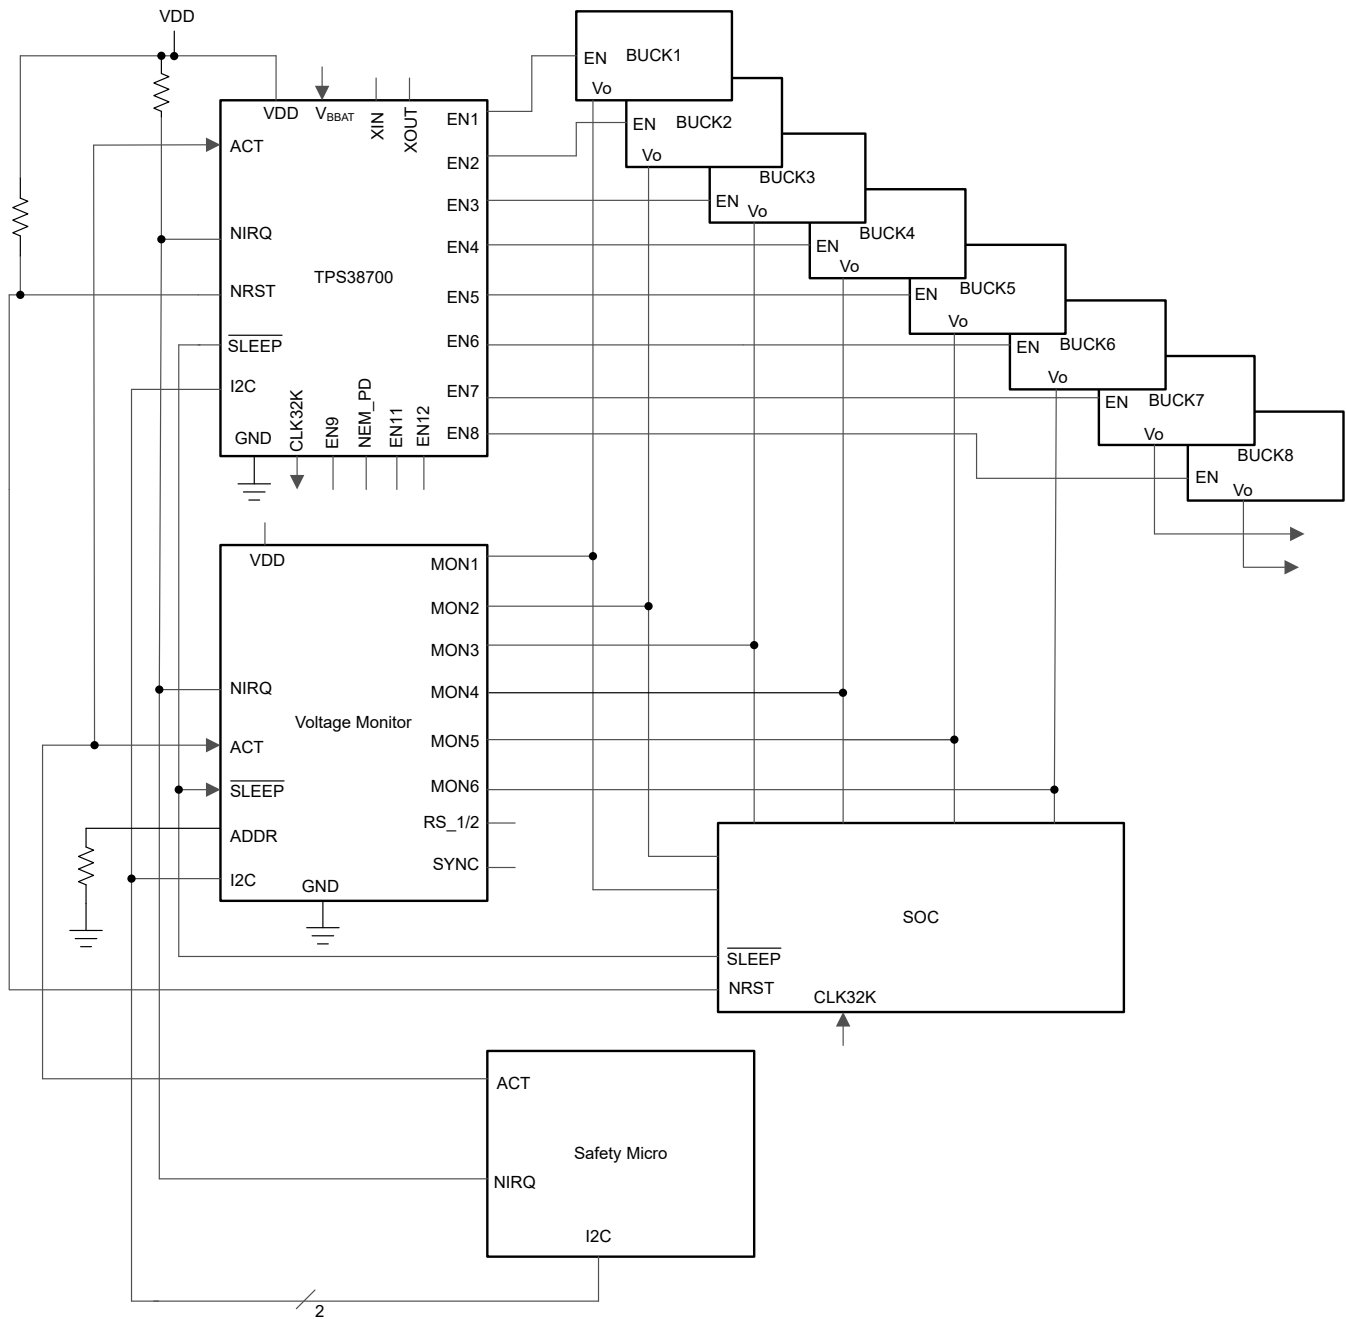 VDD
EN BUCK1
Vo
EN BUCK2
Vo
BUCK3
EN Vo
BUCK4
EN
Vo
BUCK5
EN
Vo
BUCK6
EN
Vo
BUCK7
EN
Vo
BUCK8
EN
Vo
VDD
VBBAT
XIN
XOUT
ACT
NIRQ
NRST
SLEEP
I2C
GND
TPS38700
CLK32K
EN9
NEM_PD
EN11
EN12
EN1
EN2
EN3
EN4
EN5
EN6
EN7
EN8
VDD
NIRQ
ACT
SLEEP
ADDR
I2C
GND
Voltage Monitor
MON1
MON2
MON3
MON4
MON5
MON6
RS_1/2
SYNC
SOC
SLEEP
NRST
CLK32K
ACT
Safety Micro
NIRQ
I2C
2